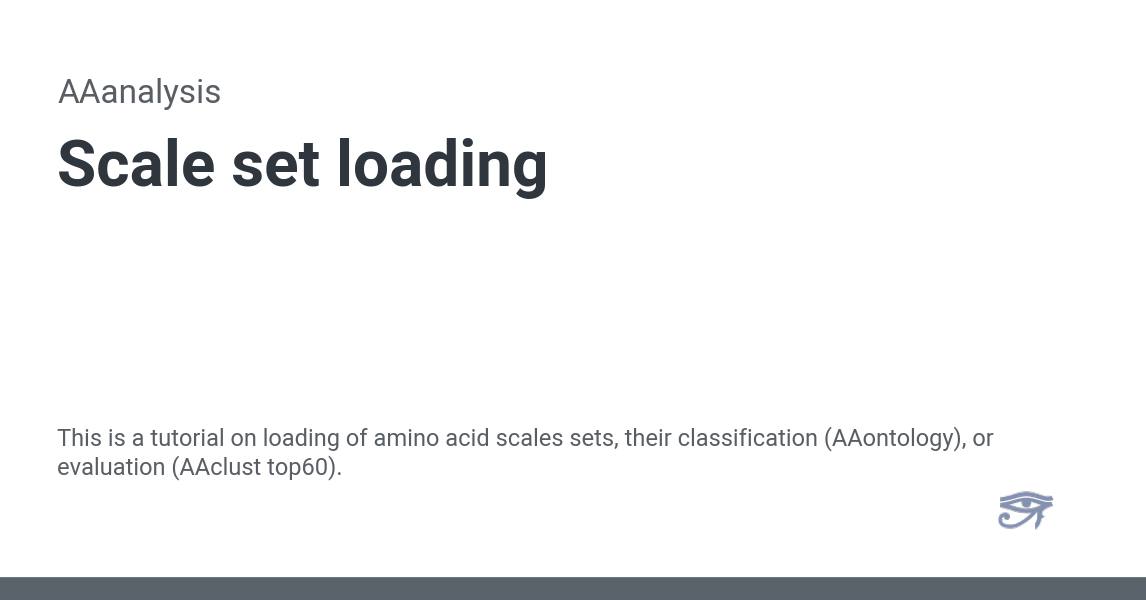 AAanalysis
Scale set loading
This is a tutorial on loading of amino acid scales sets, their classification (AAontology), or
evaluation (AAclust top60).